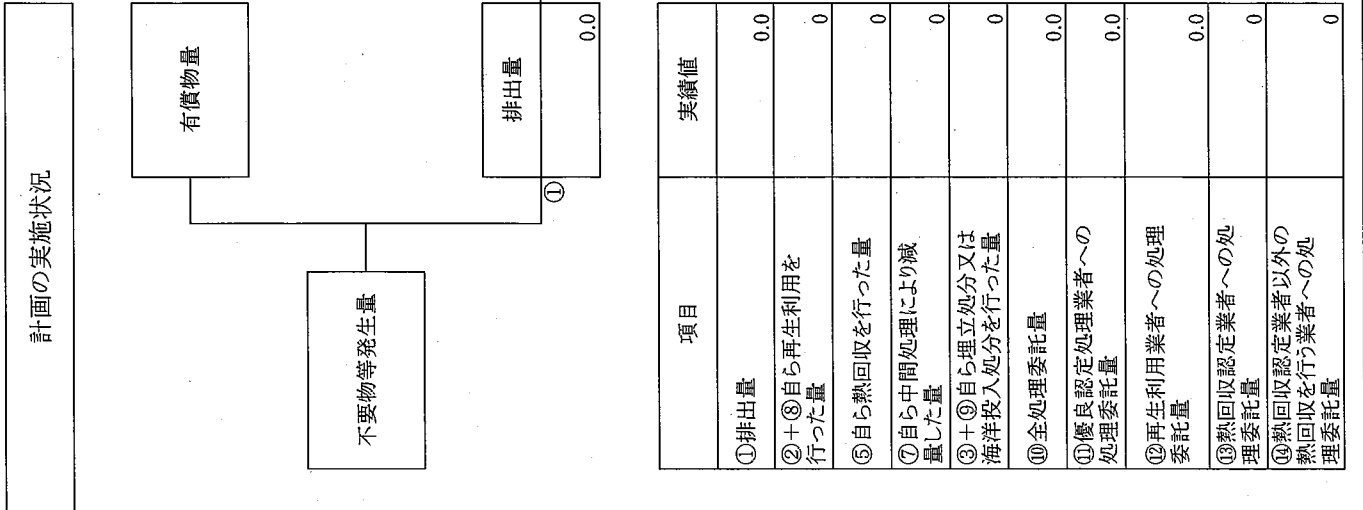 計画の実施状況
有償物量
不要物等発生量
①
排出量
0.0
項目
実績値
①排出量
0.0
②+⑧自ら再生利用を
行った量
0
⑤自ら熱回収を行った量
0
⑦自ら中間処理により減
量した量
0
③+⑨自ら埋立処分又は
海洋投入処分を行った量
0
⑩全処理委託量
0.0
⑪優良認定処理業者への
処理委託量
0.0
⑫再生利用業者への処理
委託量
0.0
⑬熱回収認定業者への処
理委託量
0
⑭熱回収認定業者以外の
熱回収を行う業者への処
理委託量
0